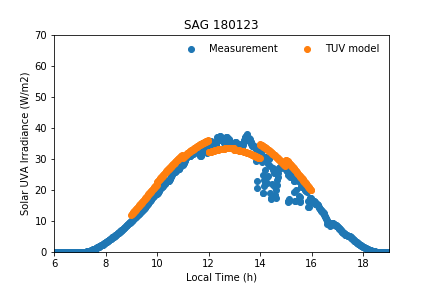 SAG 180123
Measurement
TUV model
Solar UVA Irradiance (W/m2)
70
60
50
40
30
20
10
0
6 8 10 12 14 16 18
Local Time (h)